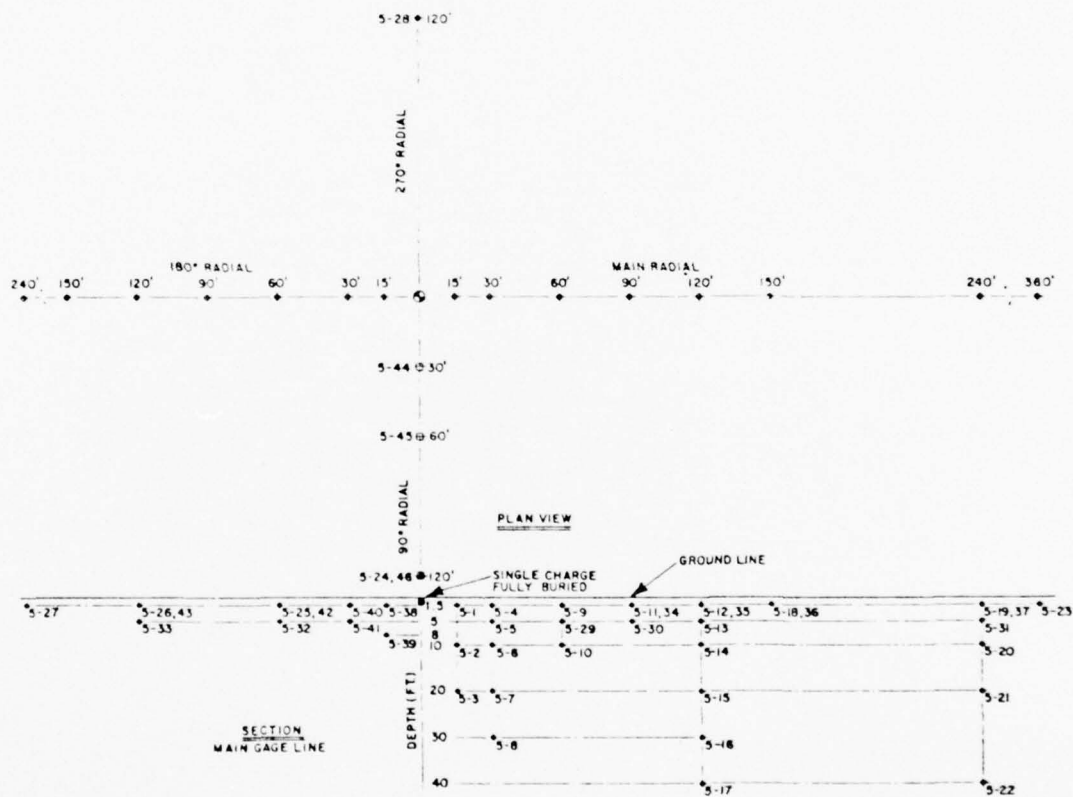 5-28 120'
270° RADIAL
180° RADIAL
MAIN RADIAL
240' 150' 120' 90' 60' 30' 15' 15' 30' 60' 90' 120' 150' 240' 360'
5-44 30'
5-45 60'
90° RADIAL
PLAN VIEW
5-24,46 120'
SINGLE CHARGE
FULLY BURIED
GROUND LINE
5-27 5-26,43 5-25,42 5-40 5-38 1.5 5-1 5-4 5-9 5-11,34 5-12,35 5-18,36 5-19,37 5-23
5-33 5-32 5-41 5 5-5 5-29 5-30 5-13 5-31
5-39 8
10 5-2 5-6 5-10 5-14 5-20
20 5-3 5-7 5-15 5-21
DEPTH (FT)
SECTION
MAIN GAGE LINE
30 5-8 5-16
40 5-17 5-22